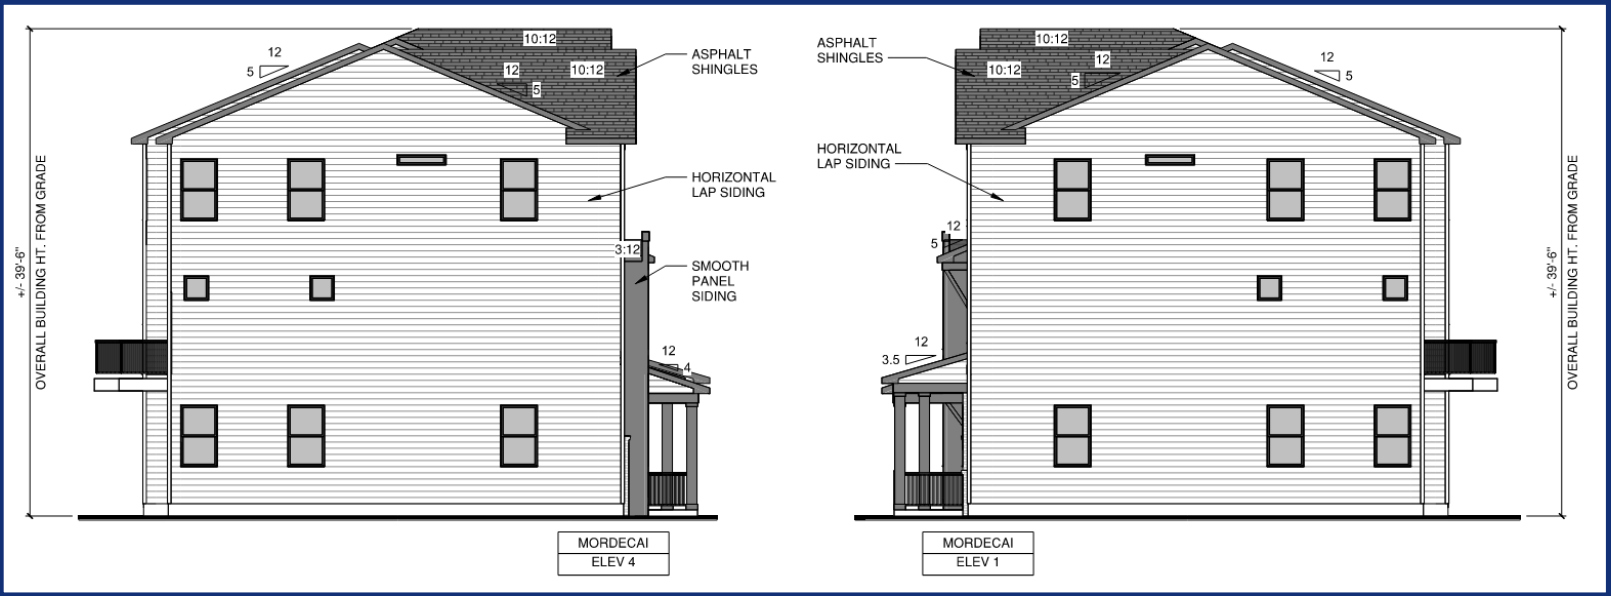 12
5
10:12
10:12
12
5
ASPHALT
SHINGLES
HORIZONTAL
LAP SIDING
3:12
SMOOTH
PANEL
SIDING
12
4
+/- 39'-6"
OVERALL BUILDING HT. FROM GRADE
MORDECAI
ELEV 4
ASPHALT
SHINGLES
10:12
10:12
12
5
12
5
HORIZONTAL
LAP SIDING
12
5
12
3.5
+/- 39'-6"
OVERALL BUILDING HT. FROM GRADE
MORDECAI
ELEV 1